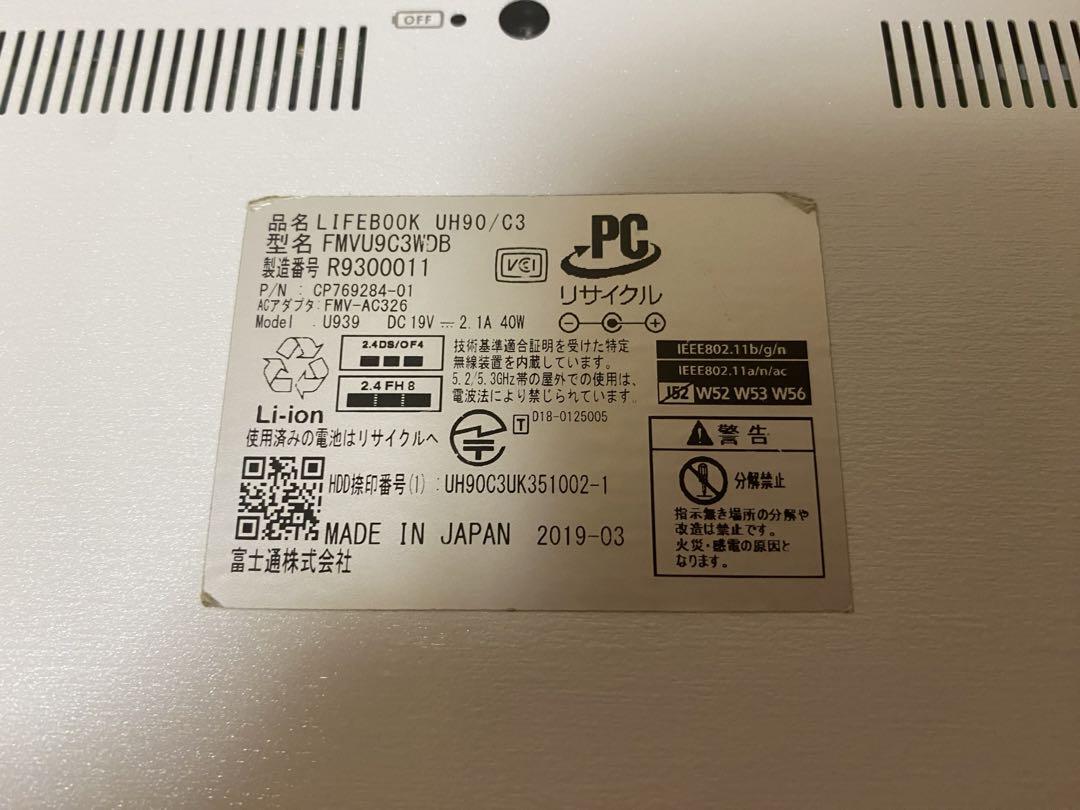 OFF
品名 LIFEBOOK UH90/C3
型名 FMVU9C3WDB
製造番号 R9300011
P/N : CP769284-01
ACアダプタ:FMV-AC326
Model : U939 DC 19V ⎓ 2.1A 40W
VCI
PC
リサイクル
2.4DS/OF4
2.4FH8
Li-ion
使用済みの電池はリサイクルへ
技術基準適合証明を受けた特定
無線装置を内蔵しています。
5.2/5.3GHz帯の屋外での使用は、
電波法により禁じられています。
T D18-0125005
IEEE802.11b/g/n
IEEE802.11a/n/ac
J52 W52 W53 W56
HDD捺印番号(1) : UH90C3UK351002-1
MADE IN JAPAN 2019-03
富士通株式会社
警告
分解禁止
指示無き場所の分解や
改造は禁止です。
火災・感電の原因と
なります。